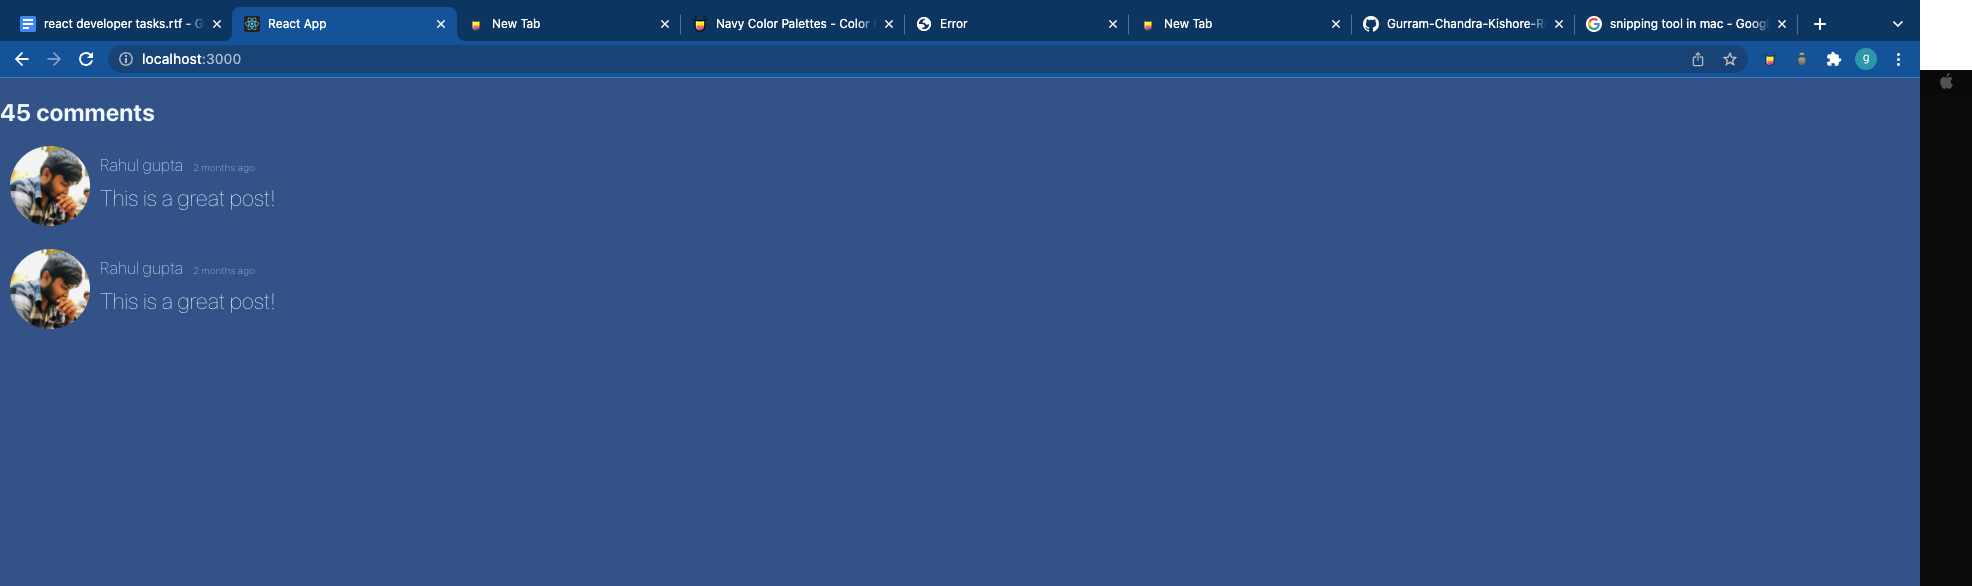 react developer tasks.rtf - G
React App
New Tab
Navy Color Palettes - Color
Error
New Tab
Gurram-Chandra-Kishore-R
snipping tool in mac - Goog
localhost:3000
g
45 comments
Rahul gupta 2 months ago
This is a great post!
Rahul gupta 2 months ago
This is a great post!